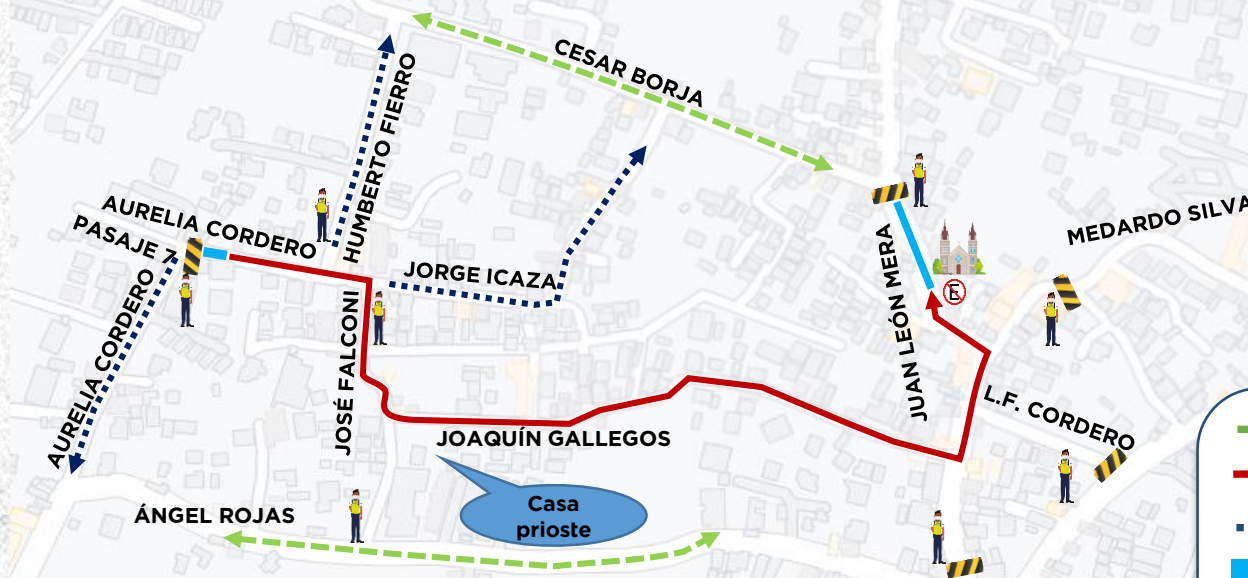 CESAR BORJA
HUMBERTO FIERRO
AURELIA CORDERO
PASAJE 7
MEDARDO SILVA
JORGE ICAZA
AURELIA CORDERO
JUAN LEÓN MERA
E
JOSÉ FALCONI
L.F. CORDERO
JOAQUÍN GALLEGOS
Casa
prioste
ÁNGEL ROJAS